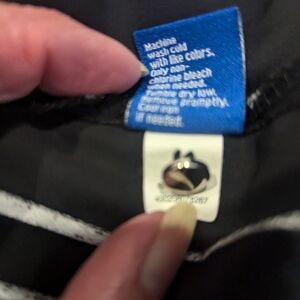 Machine
wash cold
with like colors.
Only non-
chlorine bleach
when needed.
Tumble dry low.
Remove promptly.
Cool iron
if needed.